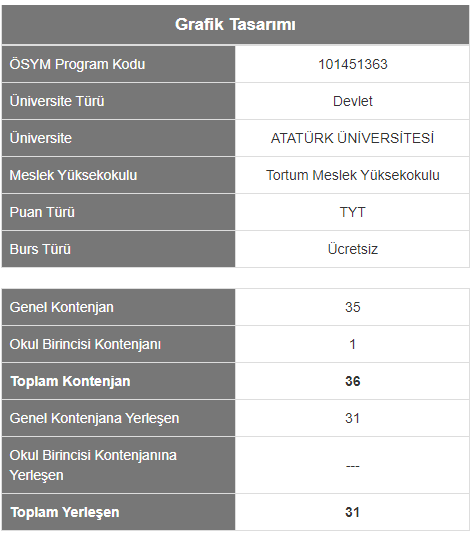 Grafik Tasarımı
ÖSYM Program Kodu 101451363
Üniversite Türü Devlet
Üniversite ATATÜRK ÜNİVERSİTESİ
Meslek Yüksekokulu Tortum Meslek Yüksekokulu
Puan Türü TYT
Burs Türü Ücretsiz
Genel Kontenjan 35
Okul Birincisi Kontenjanı 1
Toplam Kontenjan 36
Genel Kontenjana Yerleşen 31
Okul Birincisi Kontenjanına
Yerleşen ---
Toplam Yerleşen 31